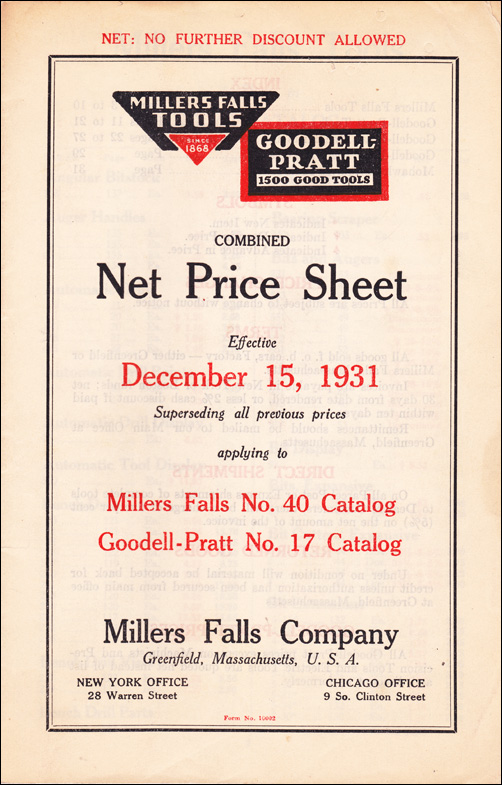 NET: NO FURTHER DISCOUNT ALLOWED
MILLERS FALLS
TOOLS
SINCE
1868
GOODELL-
PRATT
1500 GOOD TOOLS
COMBINED
Net Price Sheet
Effective
December 15, 1931
Superseding all previous prices
applying to
Millers Falls No. 40 Catalog
Goodell-Pratt No. 17 Catalog
Millers Falls Company
Greenfield, Massachusetts, U. S. A.
NEW YORK OFFICE
28 Warren Street
CHICAGO OFFICE
9 So. Clinton Street
Form No.